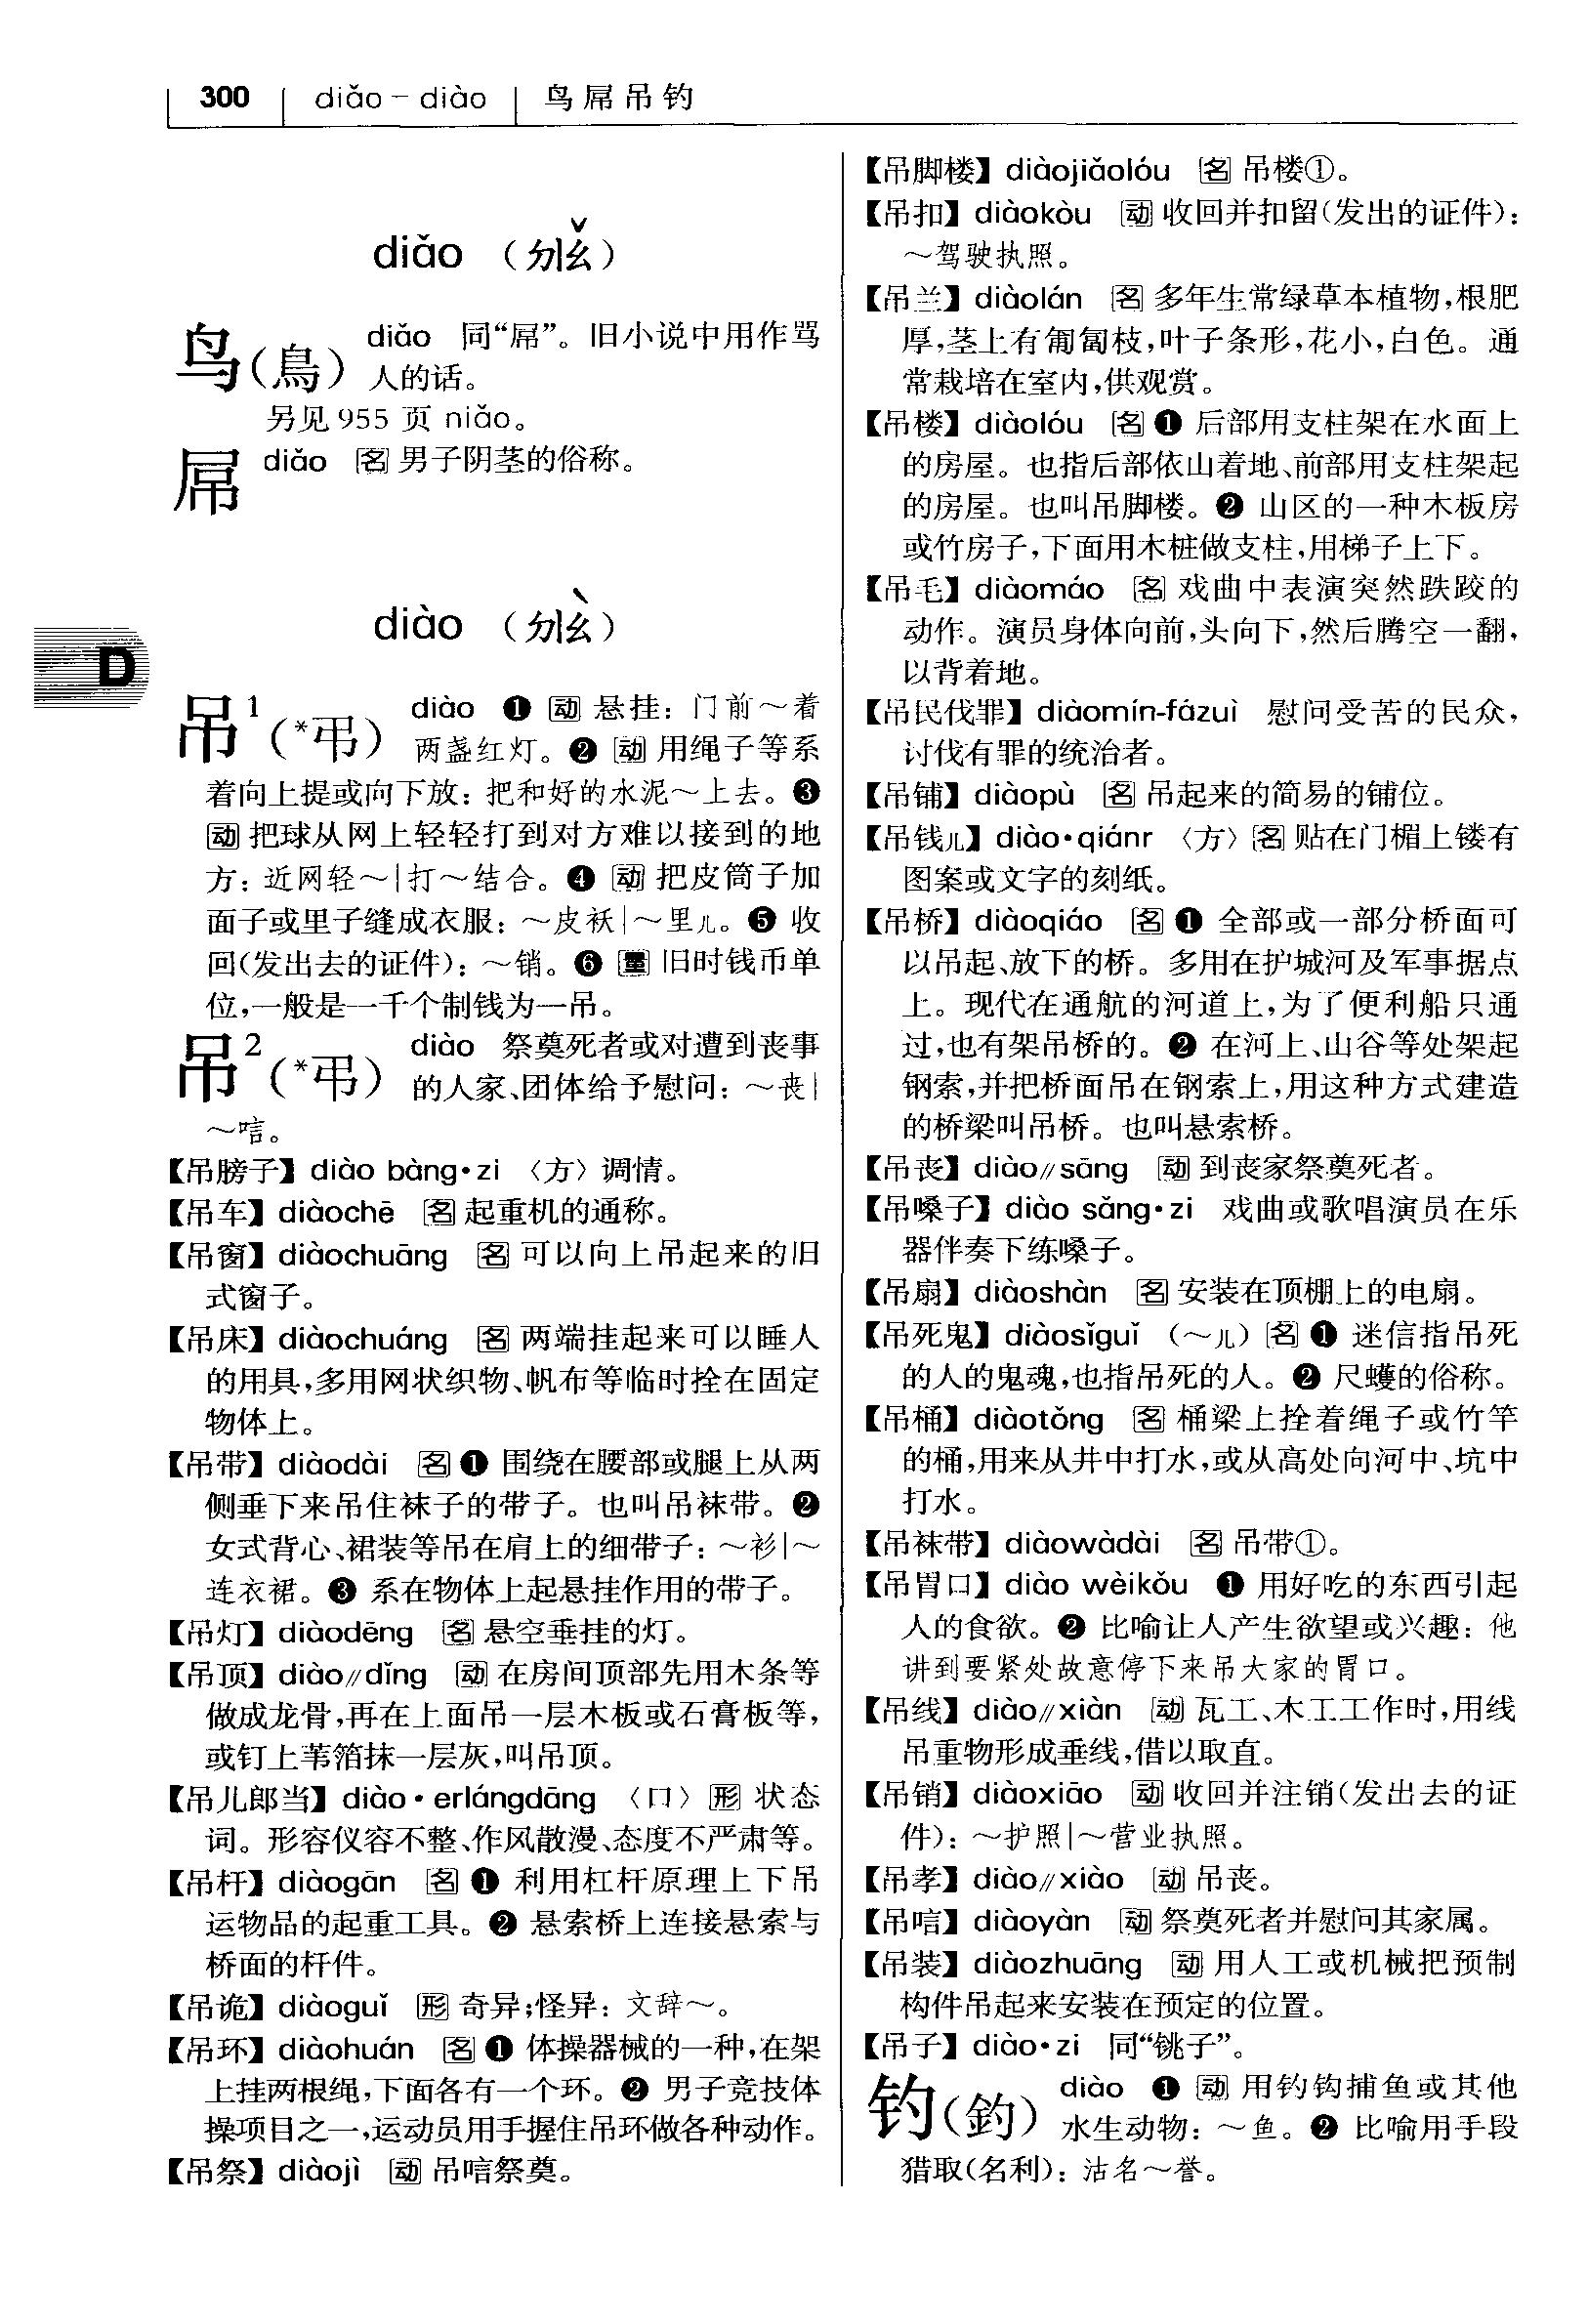 300 diǎo－diào 鸟屌吊钓
diǎo （ㄉㄧㄠˇ）
鸟（鳥） diǎo 同“屌”。旧小说中用作骂
人的话。
另见 955 页 niǎo。
屌 diǎo 名 男子阴茎的俗称。
diào （ㄉㄧㄠˋ）
D
吊1（*弔） diào ❶ 动 悬挂：门前～着
两盏红灯。❷ 动 用绳子等系
着向上提或向下放：把和好的水泥～上去。❸
动 把球从网上轻轻打到对方难以接到的地
方：近网轻～|打～结合。❹ 动 把皮筒子加
面子或里子缝成衣服：～皮袄|～里儿。❺ 收
回（发出去的证件）：～销。❻ 量 旧时钱币单
位，一般是一千个制钱为一吊。
吊2（*弔） diào 祭奠死者或对遭到丧事
的人家、团体给予慰问：～丧|
～唁。
【吊膀子】diào bàng•zi 〈方〉调情。
【吊车】diàochē 名 起重机的通称。
【吊窗】diàochuāng 名 可以向上吊起来的旧
式窗子。
【吊床】diàochuáng 名 两端挂起来可以睡人
的用具，多用网状织物、帆布等临时拴在固定
物体上。
【吊带】diàodài 名 ❶ 围绕在腰部或腿上从两
侧垂下来吊住袜子的带子。也叫吊袜带。❷
女式背心、裙装等吊在肩上的细带子：～衫|～
连衣裙。❸ 系在物体上起悬挂作用的带子。
【吊灯】diàodēng 名 悬空垂挂的灯。
【吊顶】diào//dǐng 动 在房间顶部先用木条等
做成龙骨，再在上面吊一层木板或石膏板等，
或钉上苇箔抹一层灰，叫吊顶。
【吊儿郎当】diào•erlángdāng 〈口〉形 状态
词。形容仪容不整、作风散漫、态度不严肃等。
【吊杆】diàogān 名 ❶ 利用杠杆原理上下吊
运物品的起重工具。❷ 悬索桥上连接悬索与
桥面的杆件。
【吊诡】diàoguǐ 形 奇异；怪异：文辞～。
【吊环】diàohuán 名 ❶ 体操器械的一种，在架
上挂两根绳，下面各有一个环。❷ 男子竞技体
操项目之一，运动员用手握住吊环做各种动作。
【吊祭】diàojì 动 吊唁祭奠。
【吊脚楼】diàojiǎolóu 名 吊楼①。
【吊扣】diàokòu 动 收回并扣留（发出的证件）：
～驾驶执照。
【吊兰】diàolán 名 多年生常绿草本植物，根肥
厚，茎上有匍匐枝，叶子条形，花小，白色。通
常栽培在室内，供观赏。
【吊楼】diàolóu 名 ❶ 后部用支柱架在水面上
的房屋。也指后部依山着地、前部用支柱架起
的房屋。也叫吊脚楼。❷ 山区的一种木板房
或竹房子，下面用木桩做支柱，用梯子上下。
【吊毛】diàomáo 名 戏曲中表演突然跌跤的
动作。演员身体向前，头向下，然后腾空一翻，
以背着地。
【吊民伐罪】diàomín-fázuì 慰问受苦的民众，
讨伐有罪的统治者。
【吊铺】diàopù 名 吊起来的简易的铺位。
【吊钱儿】diào•qiánr 〈方〉名 贴在门楣上镂有
图案或文字的刻纸。
【吊桥】diàoqiáo 名 ❶ 全部或一部分桥面可
以吊起、放下的桥。多用在护城河及军事据点
上。现代在通航的河道上，为了便利船只通
过，也有架吊桥的。❷ 在河上、山谷等处架起
钢索，并把桥面吊在钢索上，用这种方式建造
的桥梁叫吊桥。也叫悬索桥。
【吊丧】diào//sāng 动 到丧家祭奠死者。
【吊嗓子】diào sǎng•zi 戏曲或歌唱演员在乐
器伴奏下练嗓子。
【吊扇】diàoshàn 名 安装在顶棚上的电扇。
【吊死鬼】diàosǐguǐ （～儿）名 ❶ 迷信指吊死
的人的鬼魂，也指吊死的人。❷ 尺蠖的俗称。
【吊桶】diàotǒng 名 桶梁上拴着绳子或竹竿
的桶，用来从井中打水，或从高处向河中、坑中
打水。
【吊袜带】diàowàdài 名 吊带①。
【吊胃口】diào wèikǒu ❶ 用好吃的东西引起
人的食欲。❷ 比喻让人产生欲望或兴趣：他
讲到要紧处故意停下来吊大家的胃口。
【吊线】diào//xiàn 动 瓦工、木工工作时，用线
吊重物形成垂线，借以取直。
【吊销】diàoxiāo 动 收回并注销（发出去的证
件）：～护照|～营业执照。
【吊孝】diào//xiào 动 吊丧。
【吊唁】diàoyàn 动 祭奠死者并慰问其家属。
【吊装】diàozhuāng 动 用人工或机械把预制
构件吊起来安装在预定的位置。
【吊子】diào•zi 同“铫子”。
钓（釣） diào ❶ 动 用钓钩捕鱼或其他
水生动物：～鱼。❷ 比喻用手段
猎取（名利）：沽名～誉。